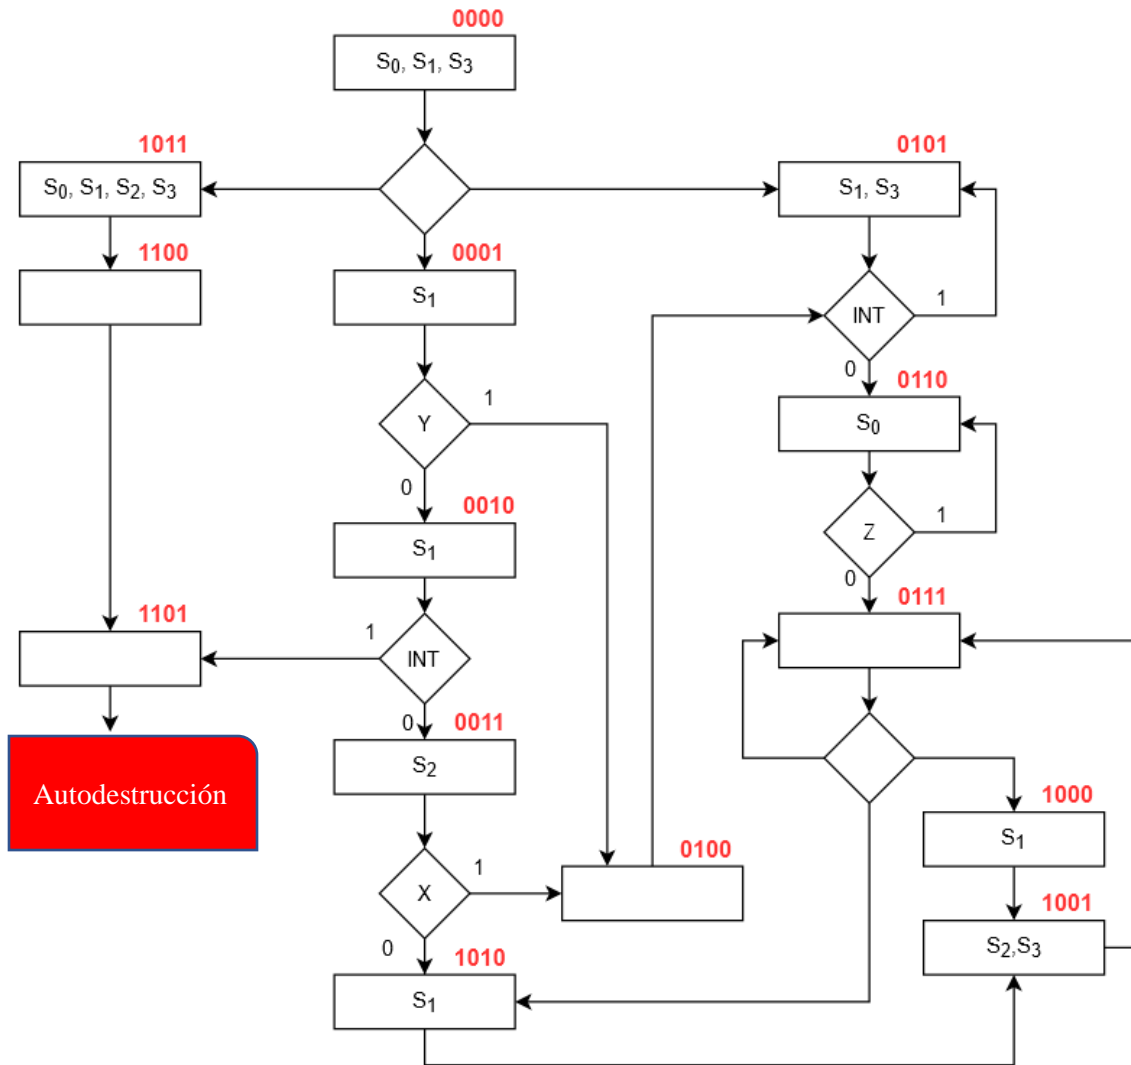 0000
S₀, S₁, S₃
1011
S₀, S₁, S₂, S₃
0101
S₁, S₃
1100
0001
S₁
INT
1
0
Y
1
0
0110
S₀
0010
S₁
Z
1
0
1101
1
INT
0
0111
0011
S₂
Autodestrucción
1000
S₁
X
1
0
0100
1001
S₂,S₃
1010
S₁